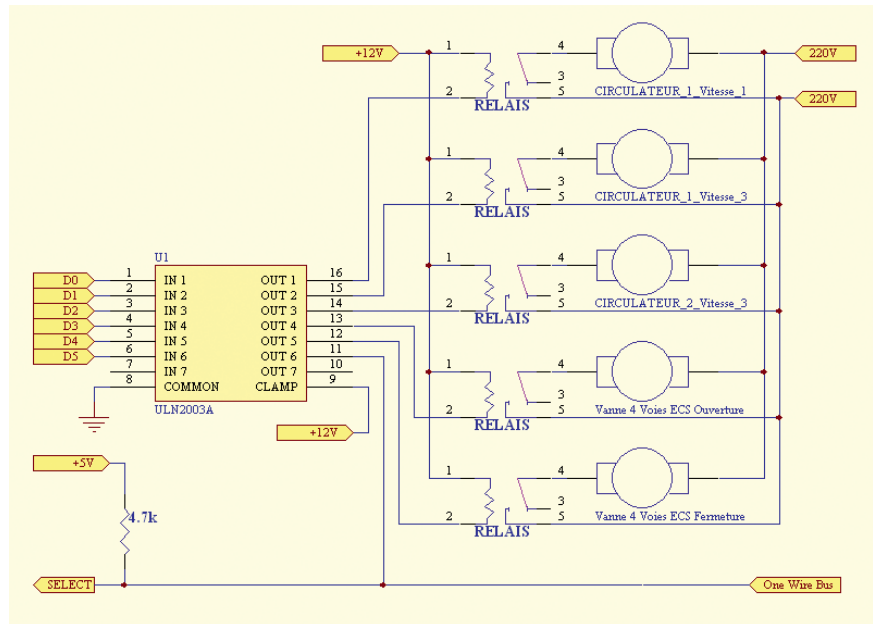 +12V
1
4
220V
3
2
5
CIRCULATEUR_1_Vitesse_1
220V
RELAIS
1
4
3
2
5
CIRCULATEUR_1_Vitesse_3
RELAIS
1
4
3
2
5
CIRCULATEUR_2_Vitesse_3
RELAIS
1
4
3
2
5
Vanne 4 Voies ECS Ouverture
RELAIS
1
4
3
2
5
Vanne 4 Voies ECS Fermeture
RELAIS
U1
D0 1 IN 1 OUT 1 16
D1 2 IN 2 OUT 2 15
D2 3 IN 3 OUT 3 14
D3 4 IN 4 OUT 4 13
D4 5 IN 5 OUT 5 12
D5 6 IN 6 OUT 6 11
7 IN 7 OUT 7 10
8 COMMON CLAMP 9
ULN2003A
+12V
+5V
4.7k
SELECT
One Wire Bus